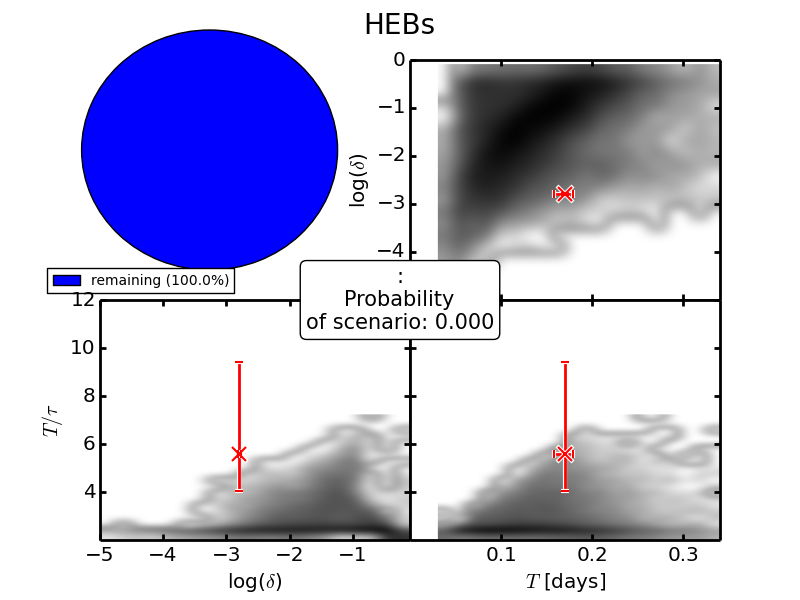 HEBs
0
−1
−2
−3
−4
log(δ)
remaining (100.0%)
:
Probability
of scenario: 0.000
12
10
8
6
4
T/τ
−5 −4 −3 −2 −1
log(δ)
0.1 0.2 0.3
T [days]